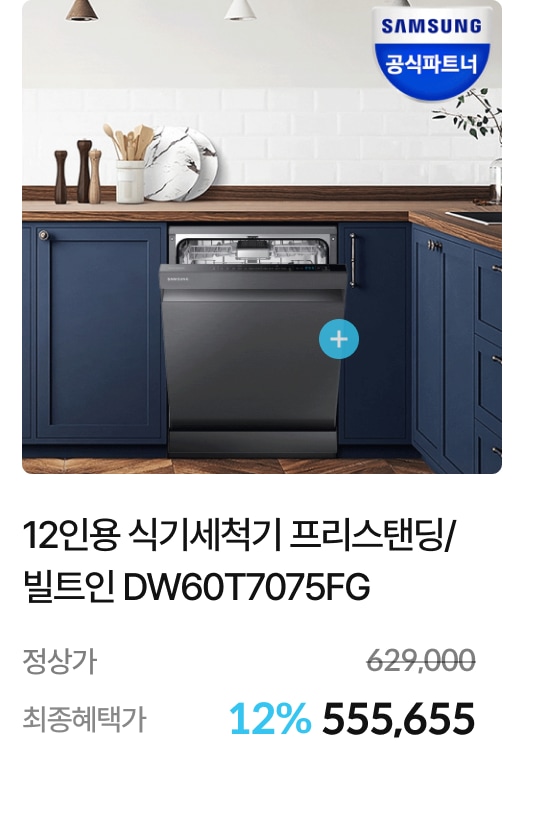 SAMSUNG
공식파트너
SAMSUNG
12인용 식기세척기 프리스탠딩/
빌트인 DW60T7075FG
정상가 629,000
최종혜택가 12% 555,655